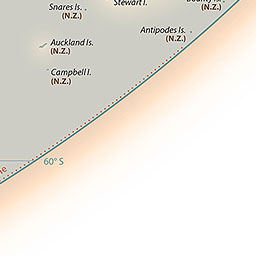 Snares Is.
(N.Z.)
Stewart I.
(N.Z.)
Antipodes Is.
(N.Z.)
Auckland Is.
(N.Z.)
Campbell I.
(N.Z.)
60° S